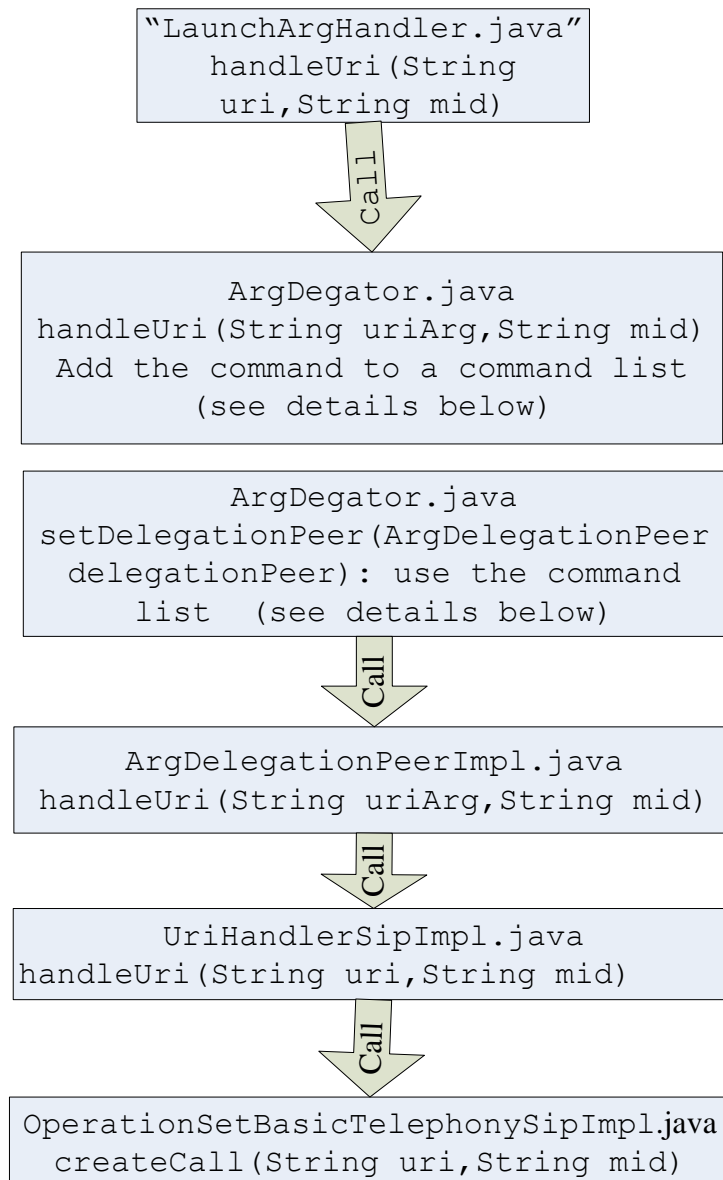 “LaunchArgHandler.java”
handleUri(String
uri,String mid)
Call
ArgDegator.java
handleUri(String uriArg,String mid)
Add the command to a command list
(see details below)
ArgDegator.java
setDelegationPeer(ArgDelegationPeer
delegationPeer): use the command
list (see details below)
Call
ArgDelegationPeerImpl.java
handleUri(String uriArg,String mid)
Call
UriHandlerSipImpl.java
handleUri(String uri,String mid)
Call
OperationSetBasicTelephonySipImpl.java
createCall(String uri,String mid)